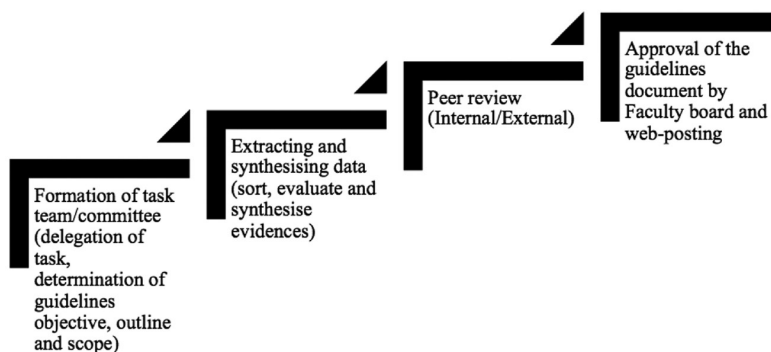 Formation of task
team/committee
(delegation of
task,
determination of
guidelines
objective, outline
and scope)
Extracting and
synthesising data
(sort, evaluate and
synthesise
evidences)
Peer review
(Internal/External)
Approval of the
guidelines
document by
Faculty board and
web-posting